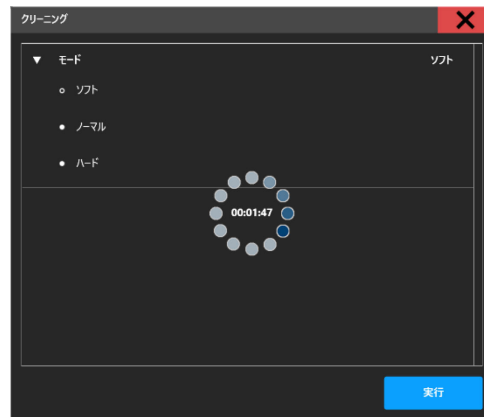 クリーニング
モード ソフト
ソフト
ノーマル
ハード
00:01:47
実行